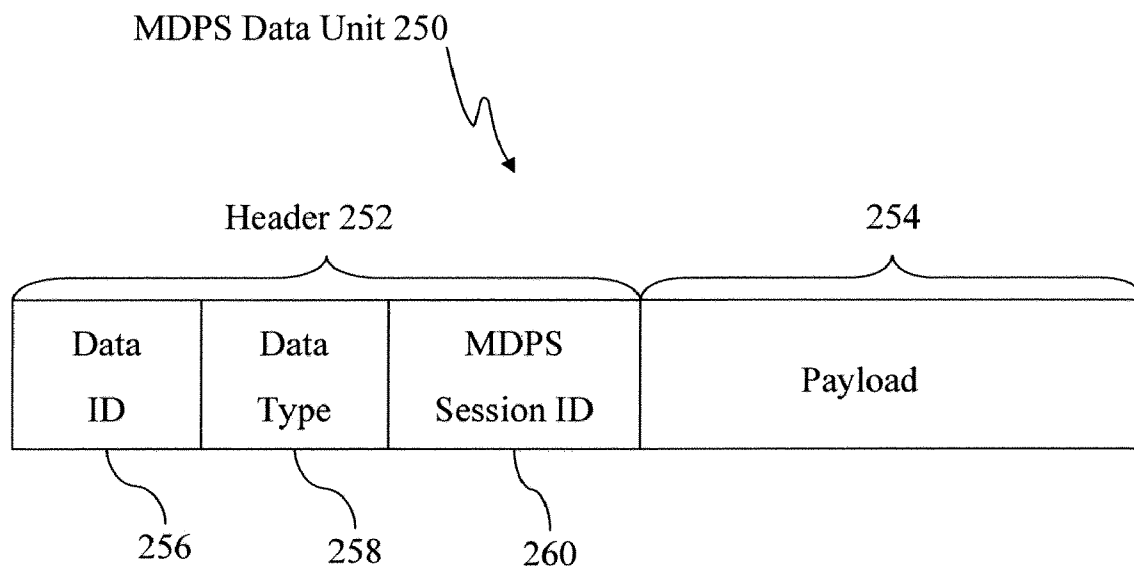 MDPS Data Unit 250
Header 252
254
Data
ID
Data
Type
MDPS
Session ID
Payload
256
258
260